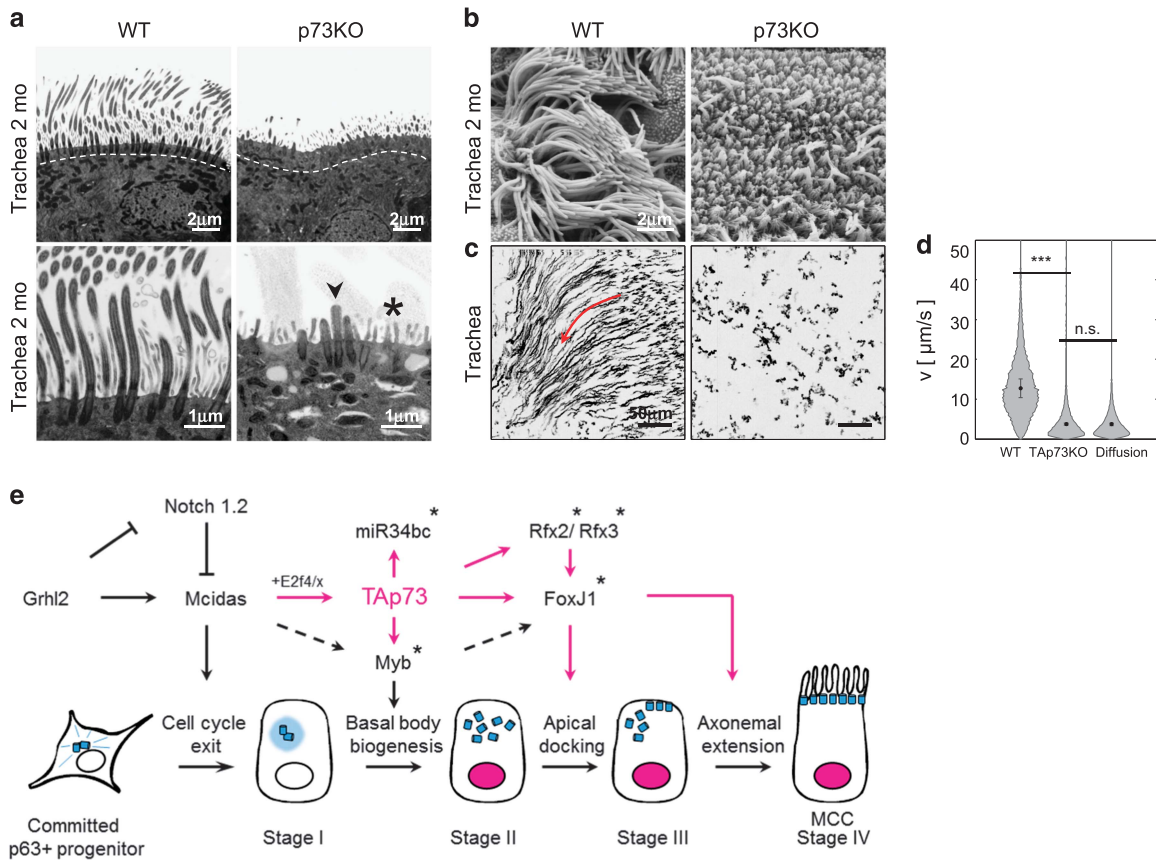 a
WT
p73KO
Trachea 2 mo
2µm
2µm
Trachea 2 mo
*
1µm
1µm
b
WT
p73KO
Trachea 2 mo
2µm
c
Trachea
50µm
d
v [ µm/s ]
50
40
30
20
10
0
***
n.s.
WT TAp73KO Diffusion
e
Notch 1.2
miR34bc*
Rfx2*/ Rfx3*
Grhl2
Mcidas
+E2f4/x
TAp73
FoxJ1*
Myb*
Cell cycle
exit
Basal body
biogenesis
Apical
docking
Axonemal
extension
Committed
p63+ progenitor
Stage I
Stage II
Stage III
MCC
Stage IV